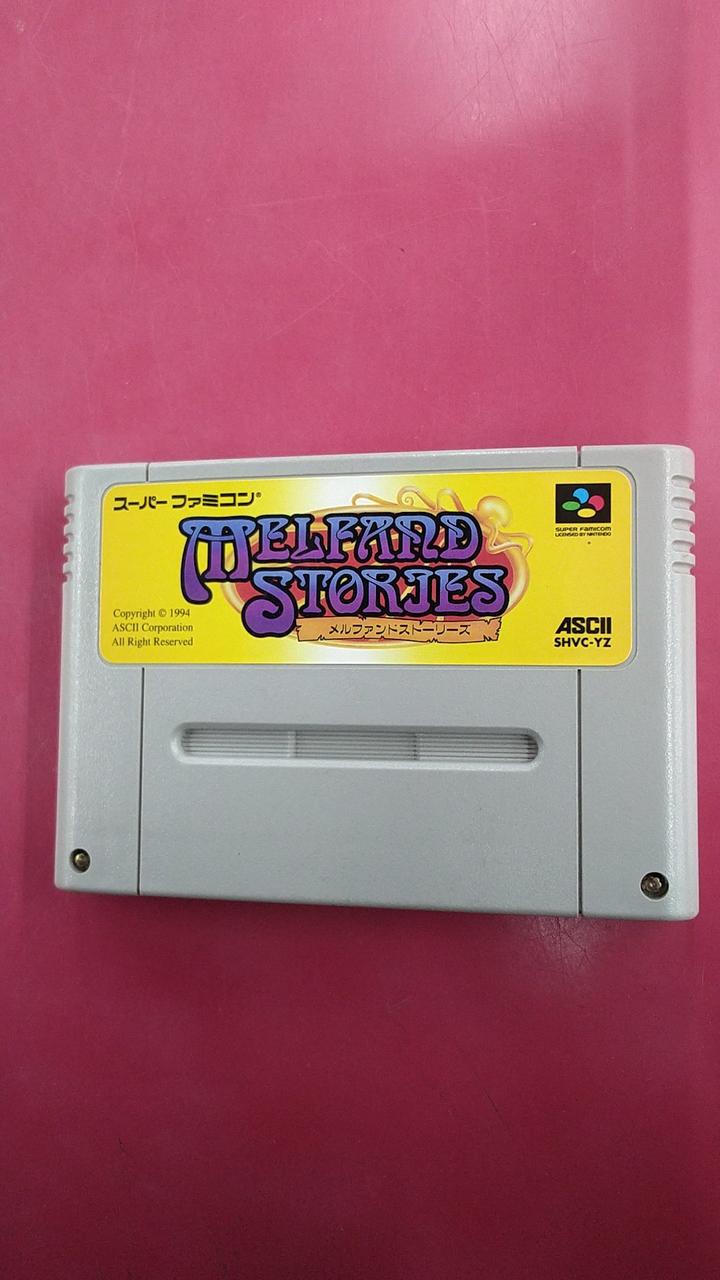 スーパーファミコン®
MELFAND
STORIES
メルファンドストーリーズ
SUPER FAMICOM
LICENSED BY NINTENDO
Copyright © 1994
ASCII Corporation
All Right Reserved
ASCII
SHVC-YZ